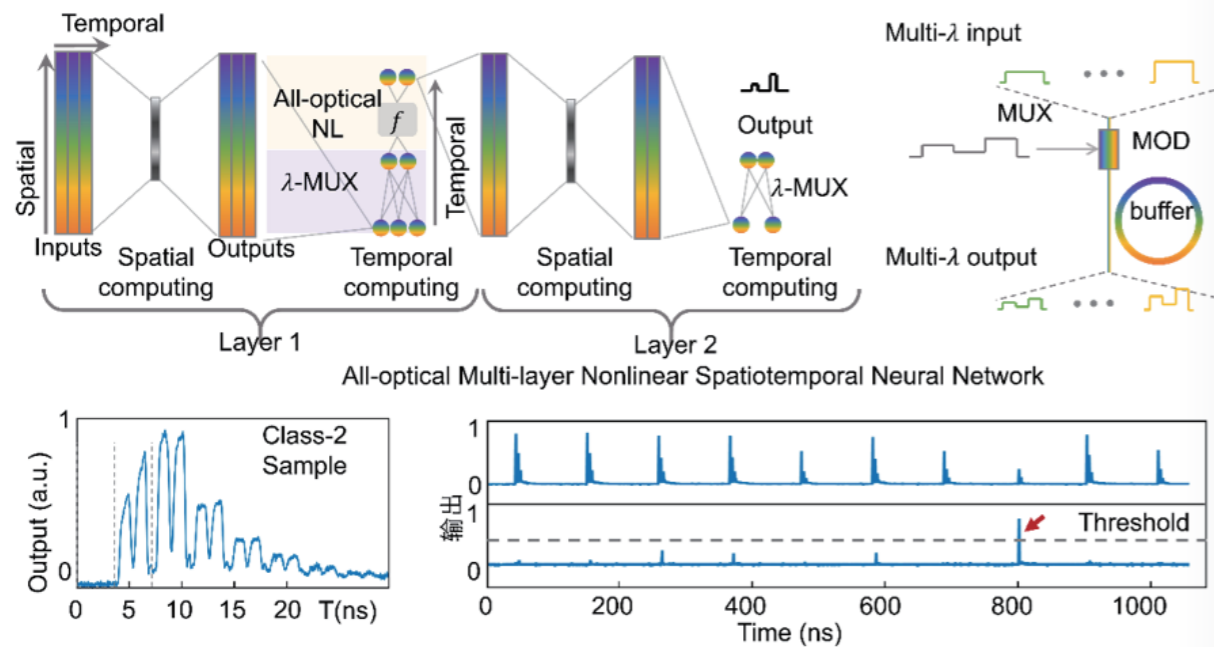 Temporal
Spatial
Inputs
Spatial
computing
Outputs
All-optical
NL
f
λ-MUX
Temporal
Temporal
computing
Layer 1
Spatial
computing
Output
λ-MUX
Temporal
computing
Layer 2
All-optical Multi-layer Nonlinear Spatiotemporal Neural Network
Multi-λ input
MUX
MOD
buffer
Multi-λ output
Output (a.u.)
1
0
Class-2
Sample
0
5
10
15
20
T(ns)
输出
1
0
1
0
Threshold
0
200
400
600
800
1000
Time (ns)